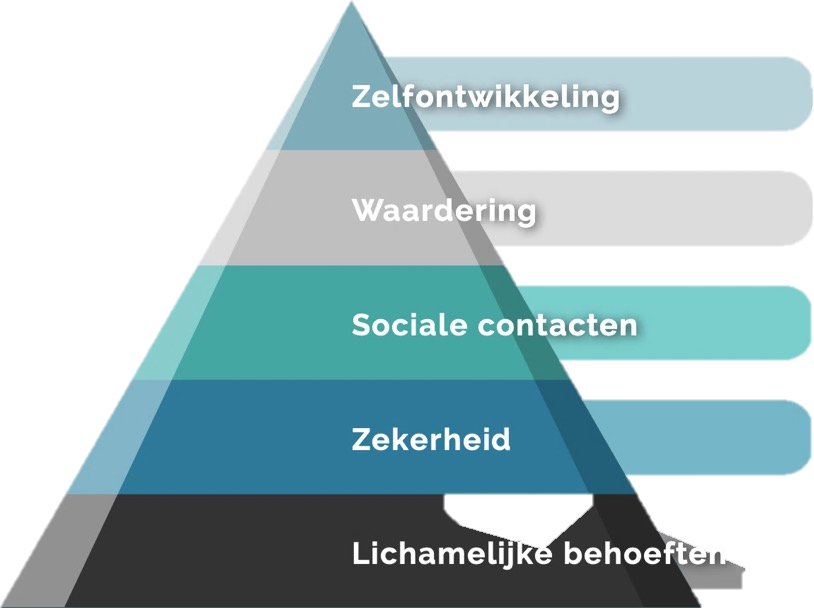 Zelfontwikkeling
Waardering
Sociale contacten
Zekerheid
Lichamelijke behoeften